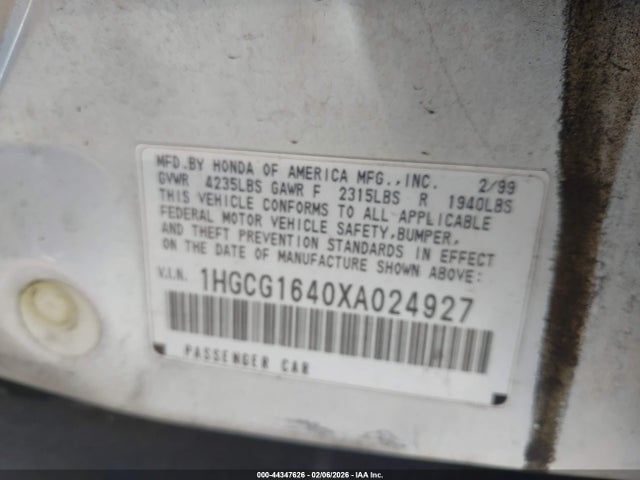 MFD. BY HONDA OF AMERICA MFG., INC. 2/99
GVWR 4235LBS GAWR F 2315LBS R 1940LBS
THIS VEHICLE CONFORMS TO ALL APPLICABLE
FEDERAL MOTOR VEHICLE SAFETY, BUMPER,
AND THEFT PREVENTION STANDARDS IN EFFECT
ON THE DATE OF MANUFACTURE SHOWN ABOVE:
V.I.N. 1HGCG1640XA024927
PASSENGER CAR
000-44347626 - 02/06/2026 - IAA Inc.